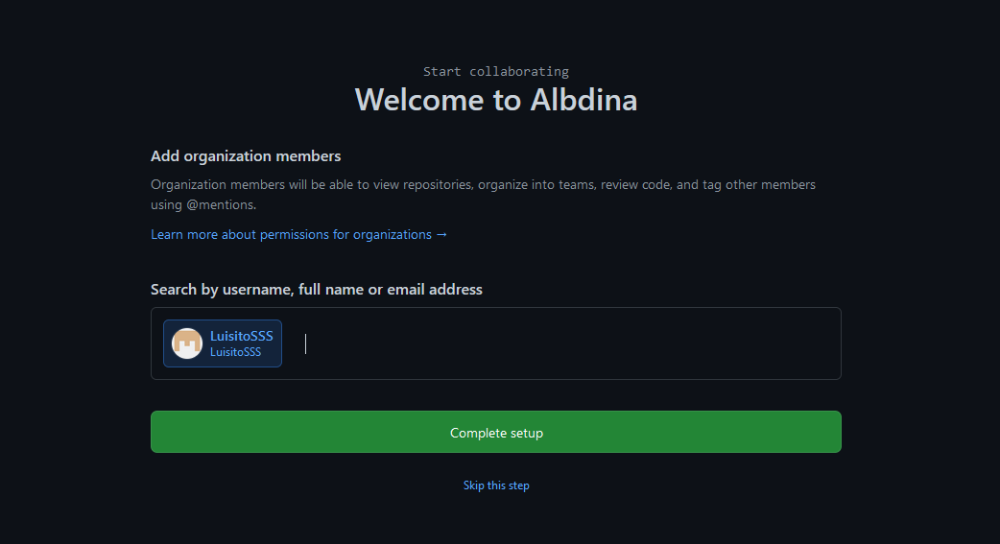 Start collaborating
Welcome to Albdina
Add organization members
Organization members will be able to view repositories, organize into teams, review code, and tag other members
using @mentions.
Learn more about permissions for organizations →
Search by username, full name or email address
LuisitoSSS
LuisitoSSS
Complete setup
Skip this step